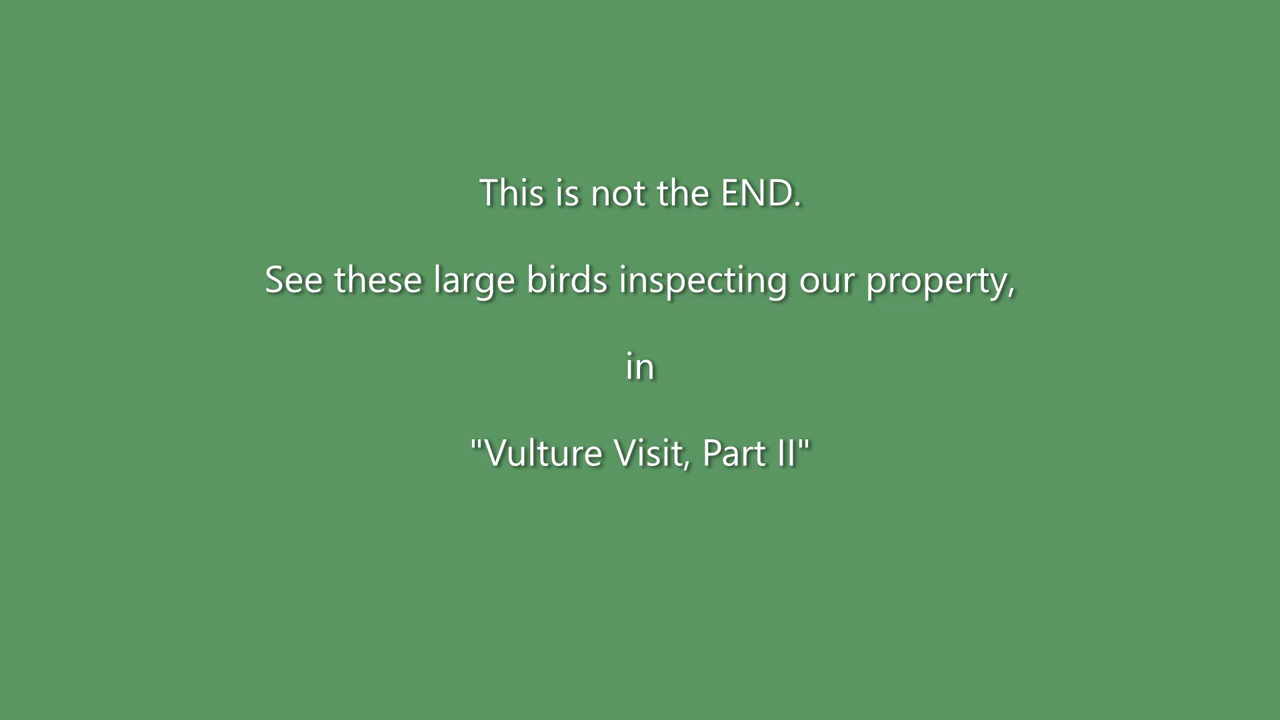 This is not the END.
See these large birds inspecting our property,
in
"Vulture Visit, Part II"